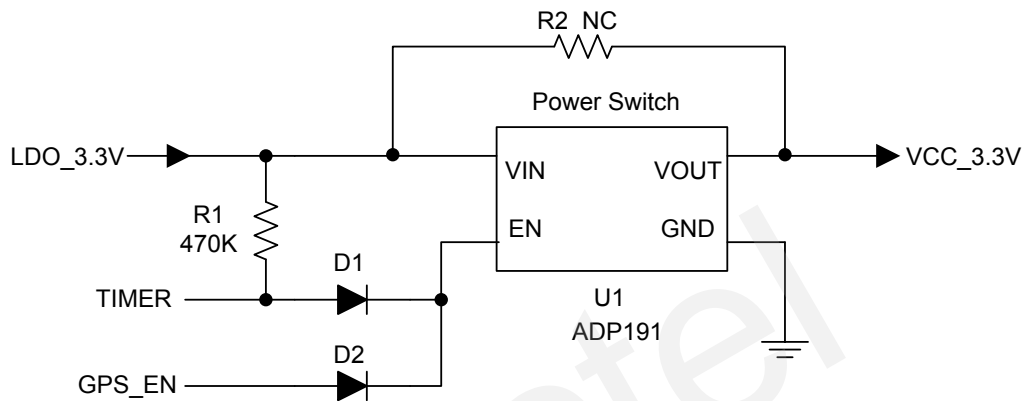 R2 NC
Power Switch
LDO_3.3V
VIN
VOUT
VCC_3.3V
R1
470K
EN
GND
D1
TIMER
U1
ADP191
D2
GPS_EN